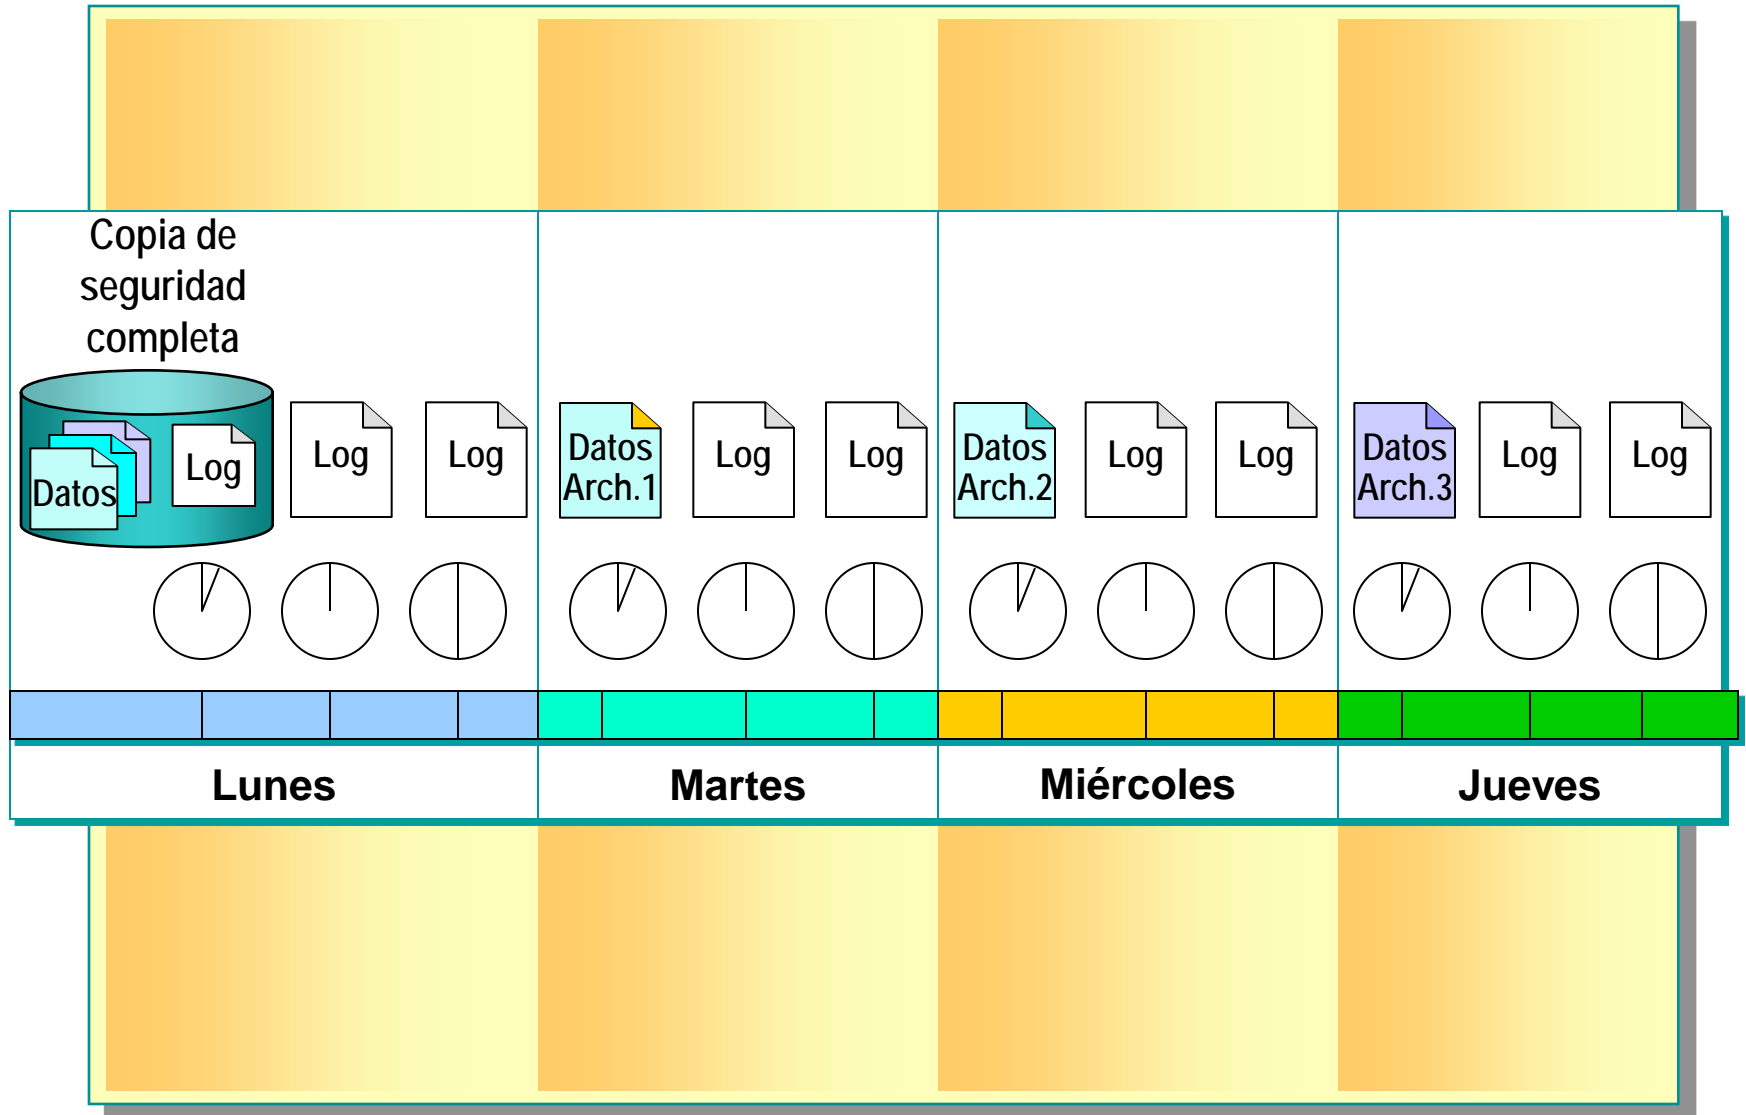 Copia de
seguridad
completa
Datos
Log
Log
Log
Datos
Arch.1
Log
Log
Datos
Arch.2
Log
Log
Datos
Arch.3
Log
Log
Lunes
Martes
Miércoles
Jueves